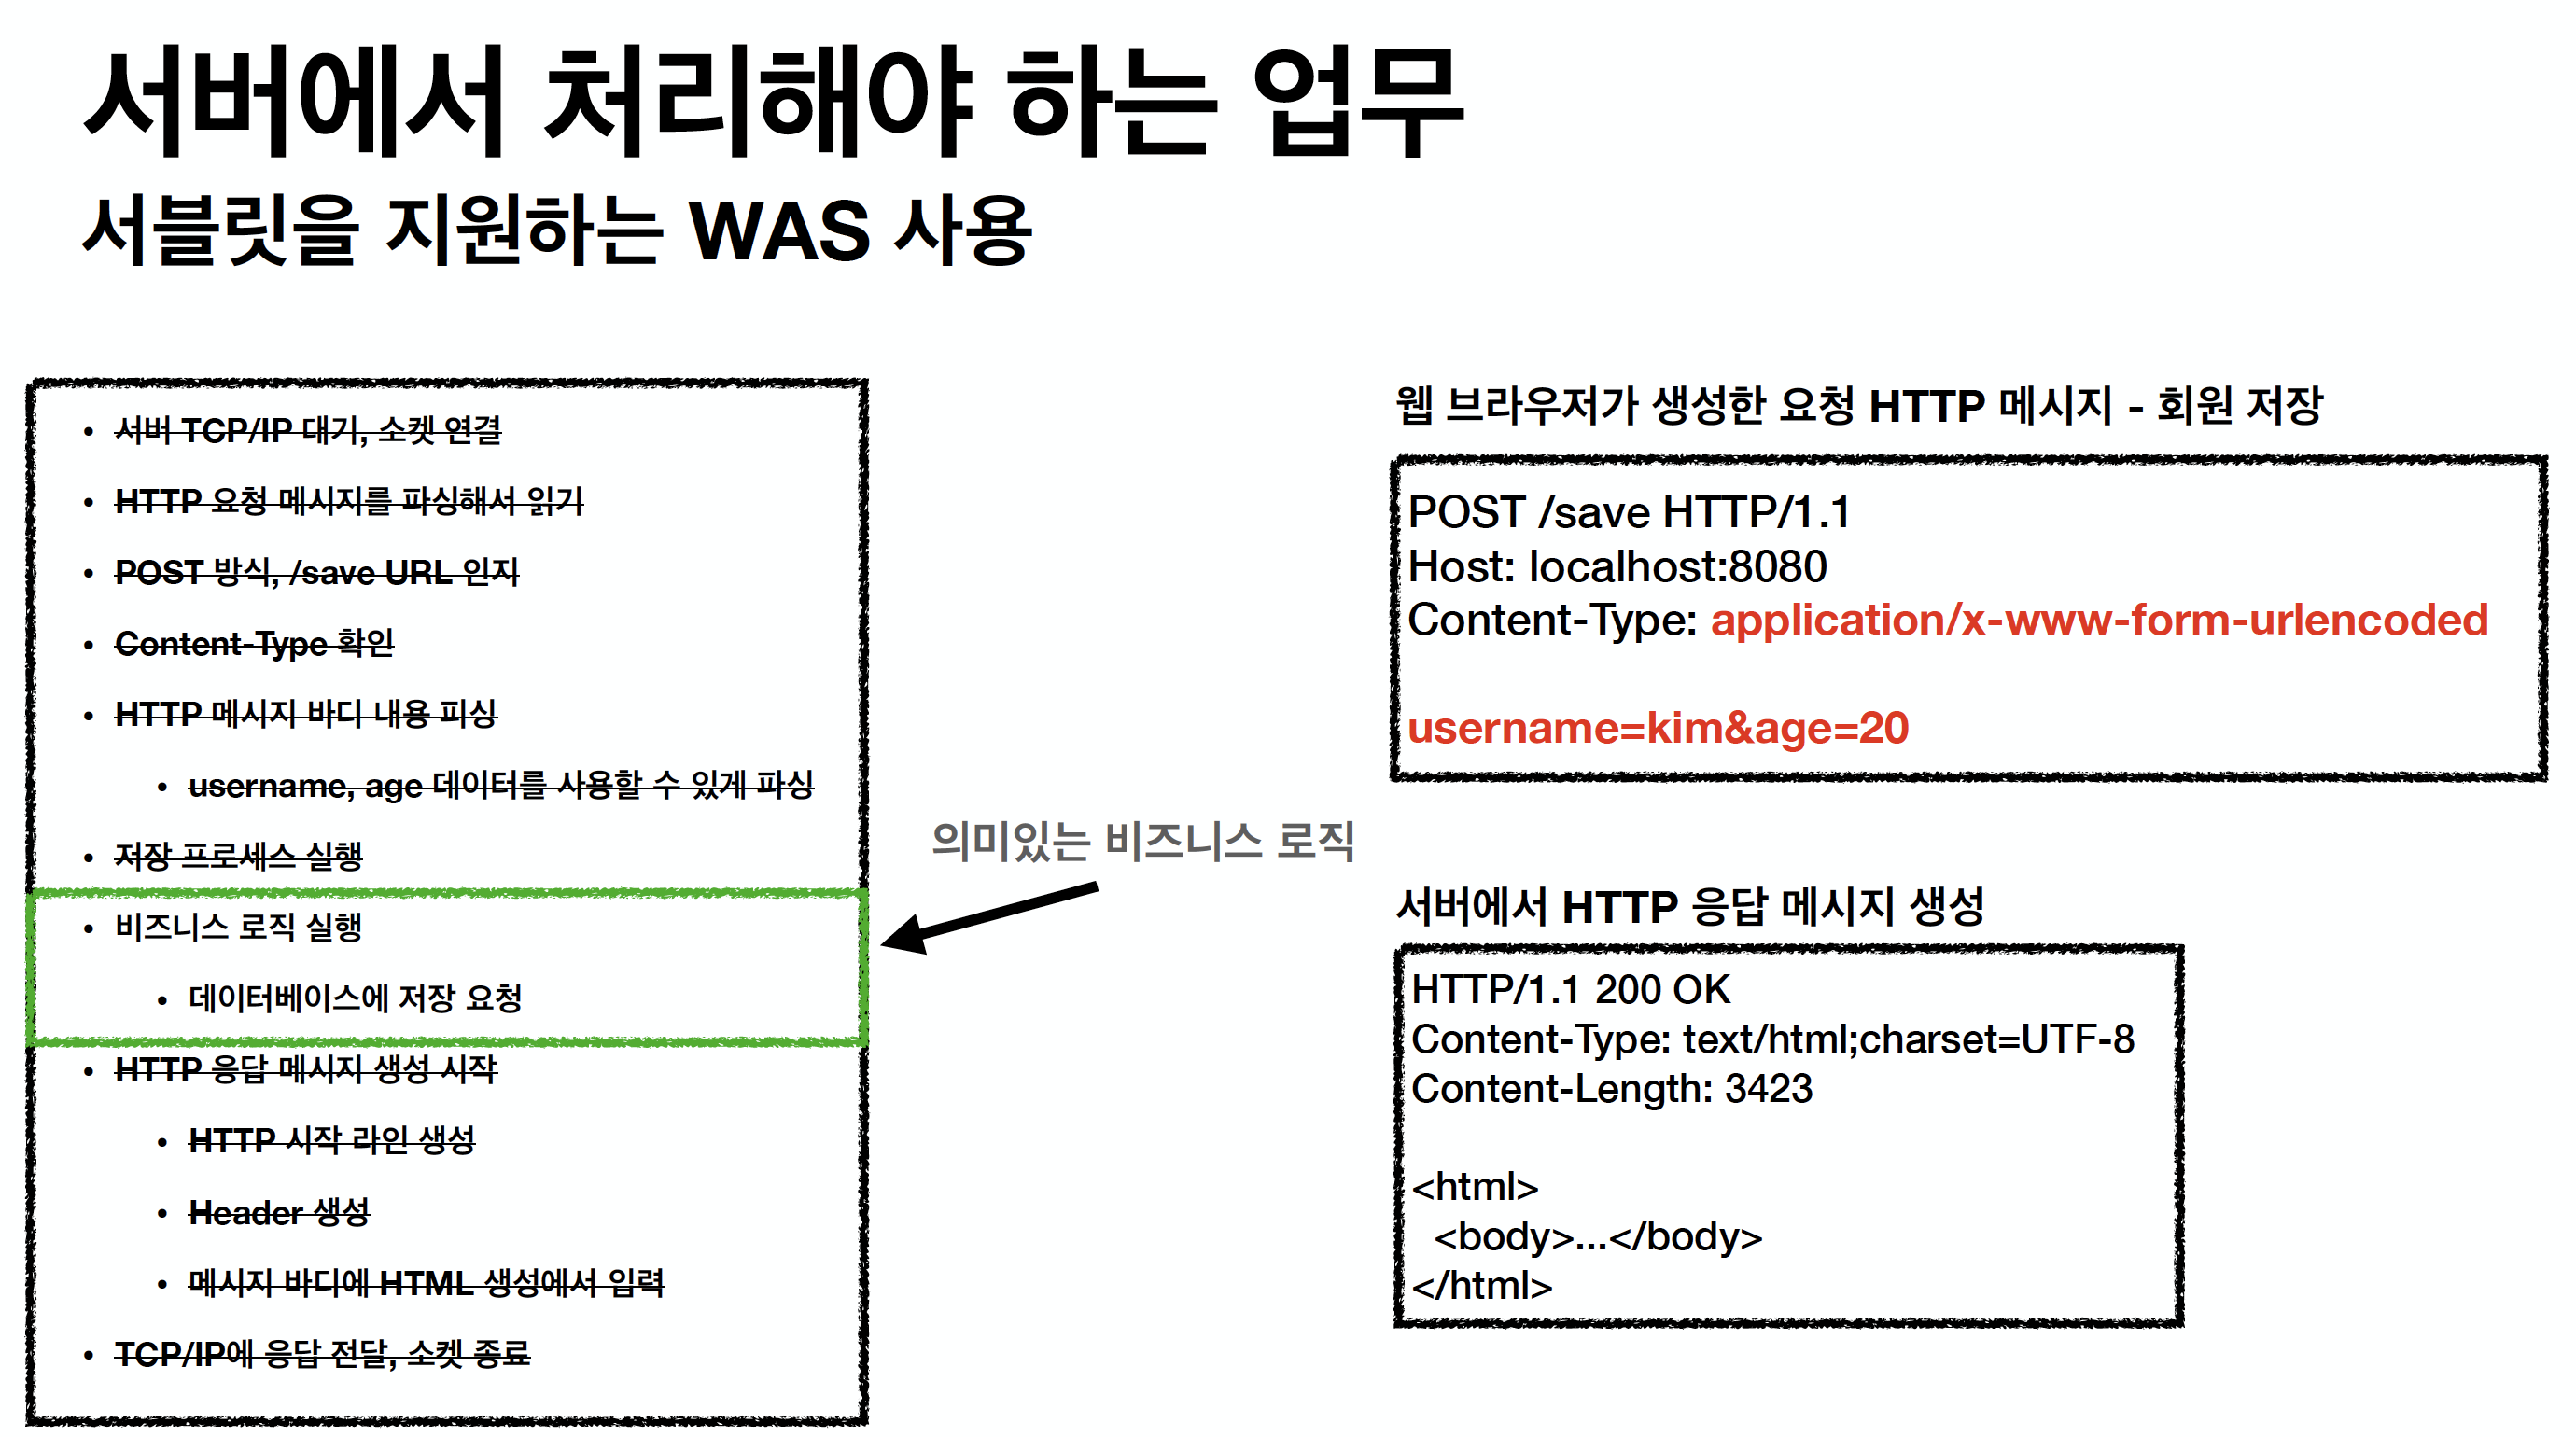 서버에서 처리해야 하는 업무
서블릿을 지원하는 WAS 사용
• 서버 TCP/IP 대기, 소켓 연결
• HTTP 요청 메시지를 파싱해서 읽기
• POST 방식, /save URL 인지
• Content-Type 확인
• HTTP 메시지 바디 내용 피싱
• username, age 데이터를 사용할 수 있게 파싱
• 저장 프로세스 실행
• 비즈니스 로직 실행
• 데이터베이스에 저장 요청
• HTTP 응답 메시지 생성 시작
• HTTP 시작 라인 생성
• Header 생성
• 메시지 바디에 HTML 생성에서 입력
• TCP/IP에 응답 전달, 소켓 종료
의미있는 비즈니스 로직
웹 브라우저가 생성한 요청 HTTP 메시지 - 회원 저장
POST /save HTTP/1.1
Host: localhost:8080
Content-Type: application/x-www-form-urlencoded
username=kim&age=20
서버에서 HTTP 응답 메시지 생성
HTTP/1.1 200 OK
Content-Type: text/html;charset=UTF-8
Content-Length: 3423
<html>
<body>...</body>
</html>